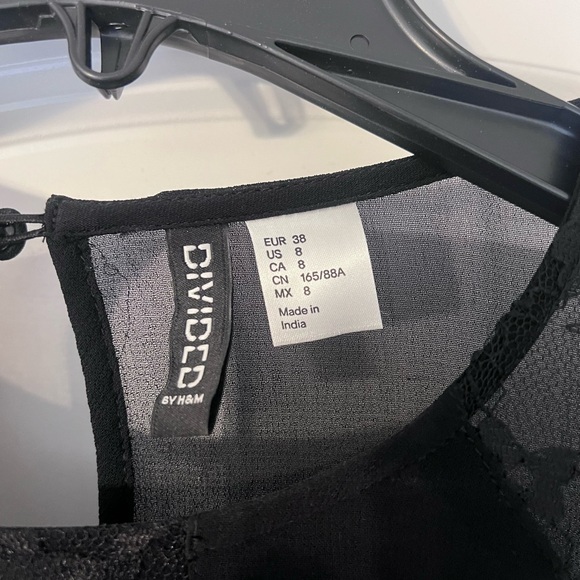 DIVIDED
BY H&M
EUR 38
US 8
CA 8
CN 165/88A
MX 8
Made in
India